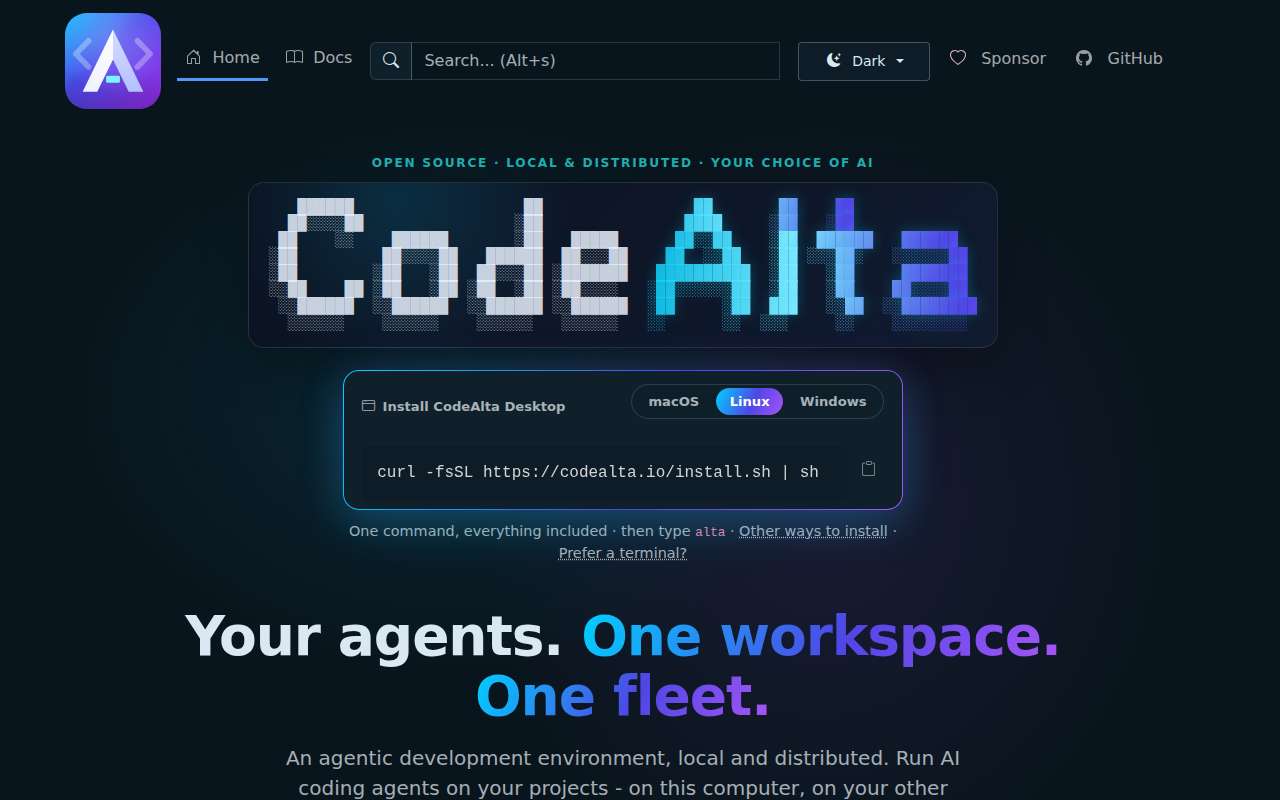 Home
Docs
Search... (Alt+s)
Dark
Sponsor
GitHub
OPEN SOURCE · LOCAL & DISTRIBUTED · YOUR CHOICE OF AI
CodeAlta
Install CodeAlta Desktop
macOS
Linux
Windows
curl -fsSL https://codealta.io/install.sh | sh
One command, everything included · then type alta · Other ways to install ·
Prefer a terminal?
Your agents. One workspace.
One fleet.
An agentic development environment, local and distributed. Run AI
coding agents on your projects - on this computer, on your other